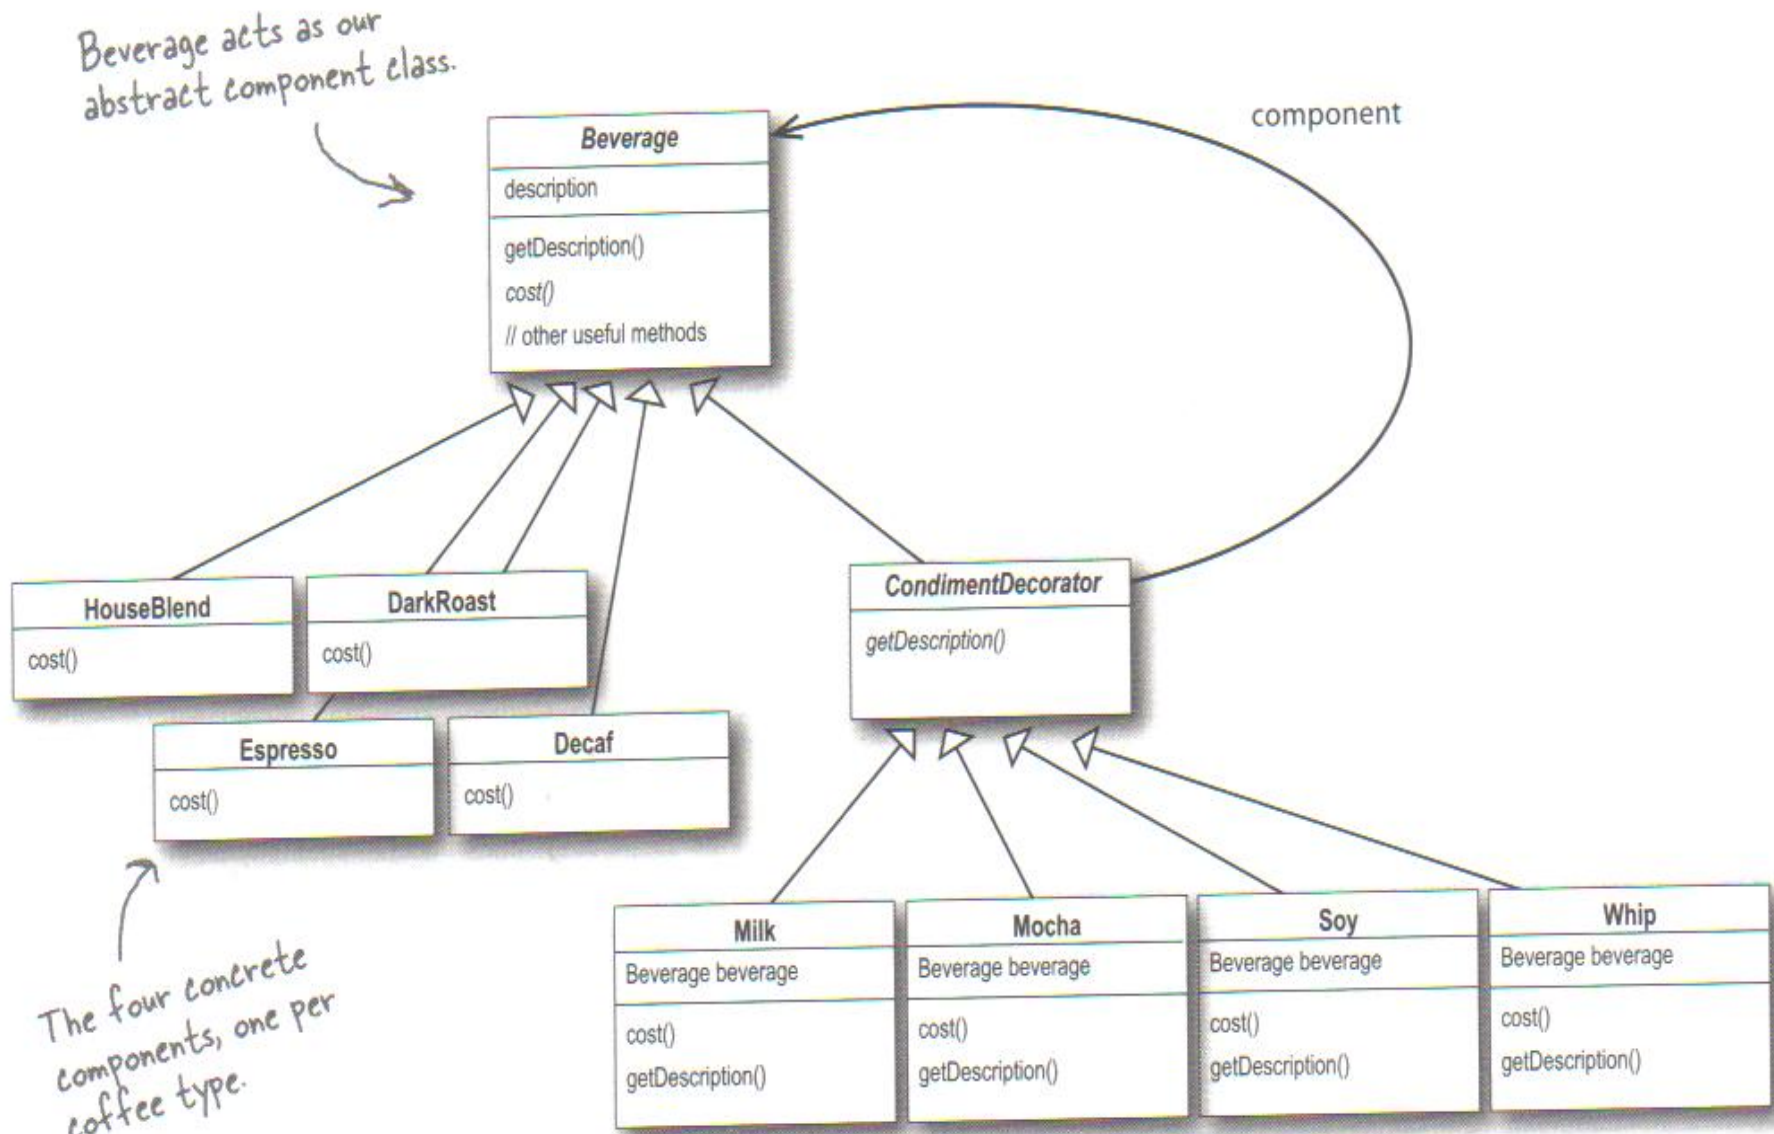 Beverage acts as our
abstract component class.
component
Beverage
description
getDescription()
cost()
// other useful methods
HouseBlend
cost()
DarkRoast
cost()
Espresso
cost()
Decaf
cost()
CondimentDecorator
getDescription()
The four concrete
components, one per
coffee type.
Milk
Beverage beverage
cost()
getDescription()
Mocha
Beverage beverage
cost()
getDescription()
Soy
Beverage beverage
cost()
getDescription()
Whip
Beverage beverage
cost()
getDescription()